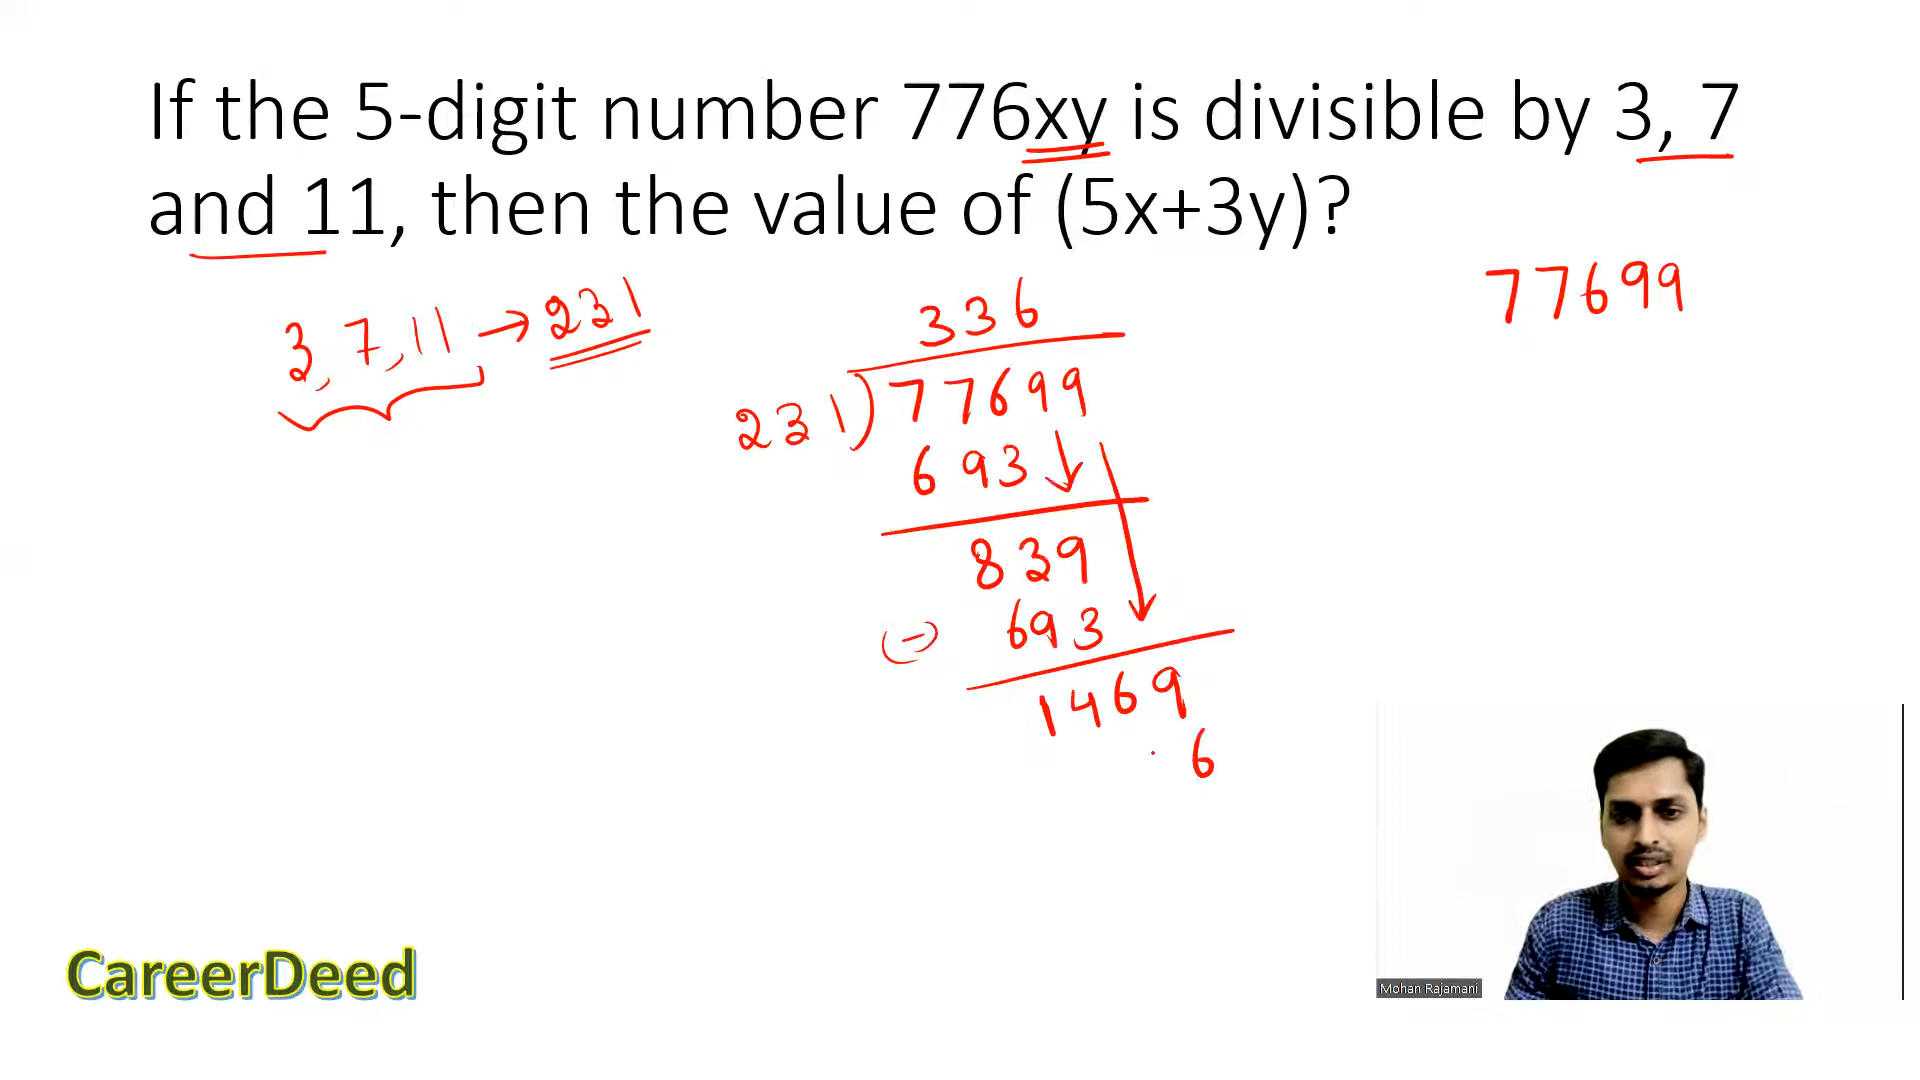 If the 5-digit number 776xy is divisible by 3, 7
and 11, then the value of (5x+3y)?
77699
3, 7, 11 → 231
336
231)77699
693
839
(-) 693
1469
6
CareerDeed
Mohan Rajamani